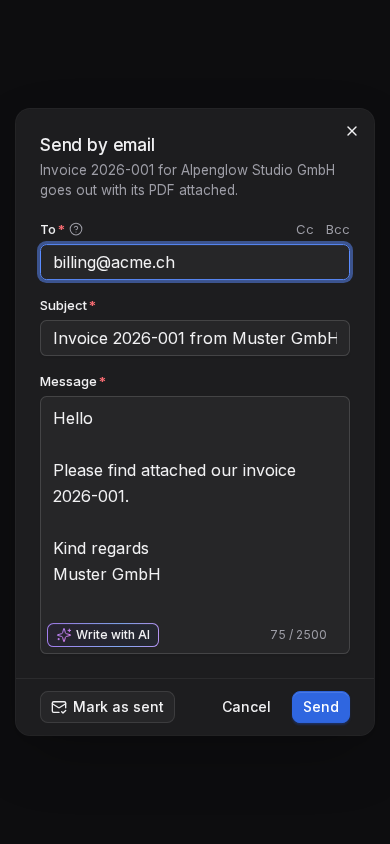 Send by email
Invoice 2026-001 for Alpenglow Studio GmbH
goes out with its PDF attached.
To * Cc Bcc
billing@acme.ch
Subject *
Invoice 2026-001 from Muster GmbH
Message *
Hello
Please find attached our invoice
2026-001.
Kind regards
Muster GmbH
Write with AI 75 / 2500
Mark as sent Cancel Send